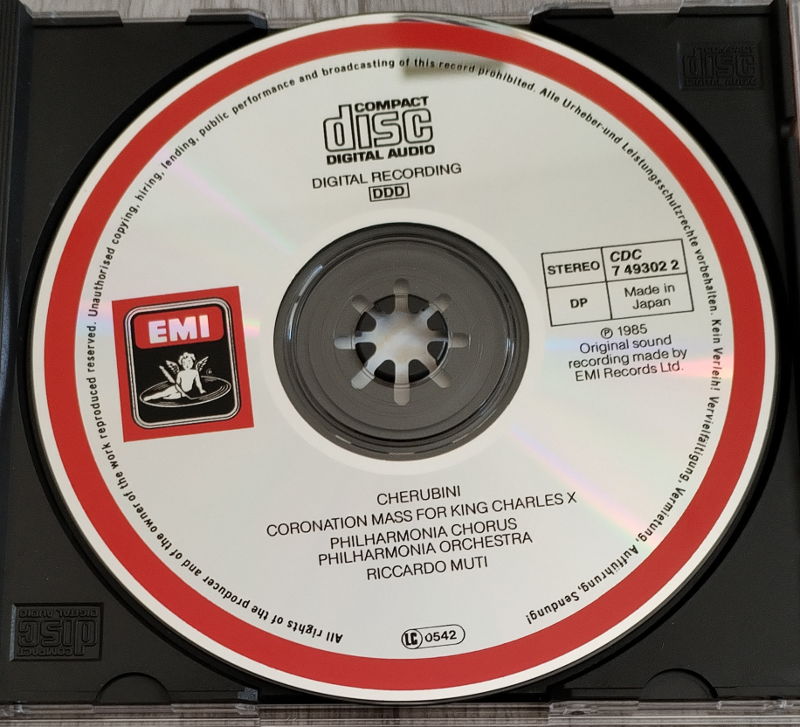 All rights of the producer and of the owner of the work reproduced reserved. Unauthorised copying, hiring, lending, public performance and broadcasting of this record prohibited. Alle Urheber-und Leistungsschutzrechte vorbehalten. Kein Verleih! Vervielfältigung, Vermietung, Aufführung, Sendung!
COMPACT
disc
DIGITAL AUDIO
DIGITAL RECORDING
DDD
STEREO
CDC
7 49302 2
DP
Made in
Japan
℗ 1985
Original sound
recording made by
EMI Records Ltd.
EMI
CHERUBINI
CORONATION MASS FOR KING CHARLES X
PHILHARMONIA CHORUS
PHILHARMONIA ORCHESTRA
RICCARDO MUTI
LC 0542
COMPACT
disc
DIGITAL AUDIO
COMPACT
disc
DIGITAL AUDIO